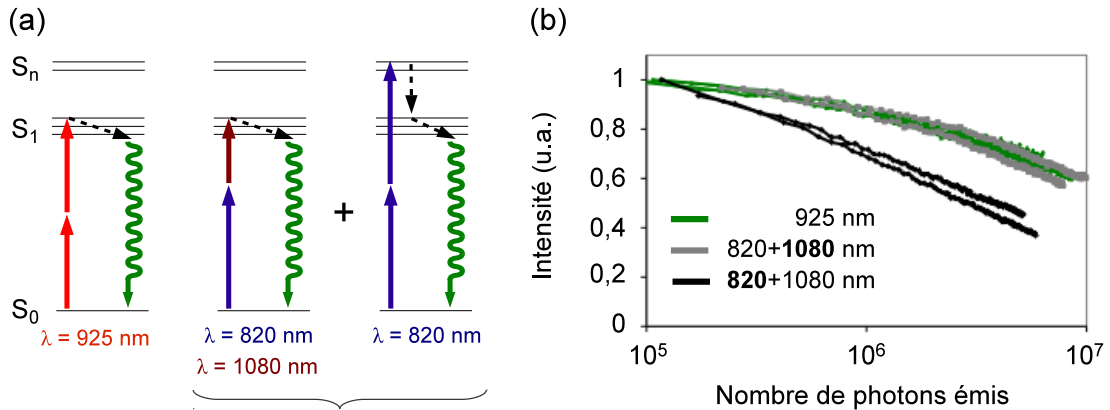 (a)
Sₙ
S₁
S₀
+
λ = 925 nm
λ = 820 nm
λ = 1080 nm
λ = 820 nm
(b)
Intensité (u.a.)
1
0,8
0,6
0,4
0,2
0
925 nm
820+1080 nm
820+1080 nm
10⁵
10⁶
10⁷
Nombre de photons émis